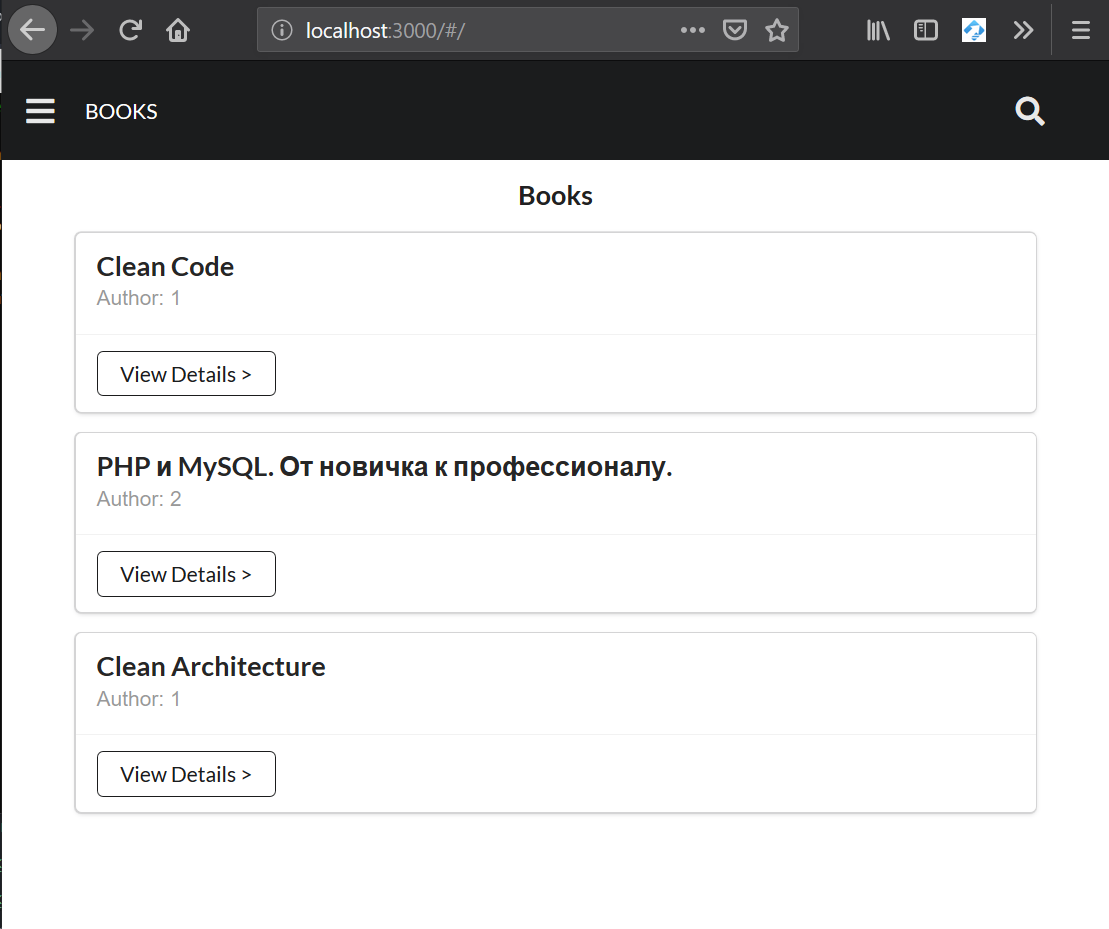 localhost:3000/#/
BOOKS
Books
Clean Code
Author: 1
View Details >
PHP и MySQL. От новичка к профессионалу.
Author: 2
View Details >
Clean Architecture
Author: 1
View Details >